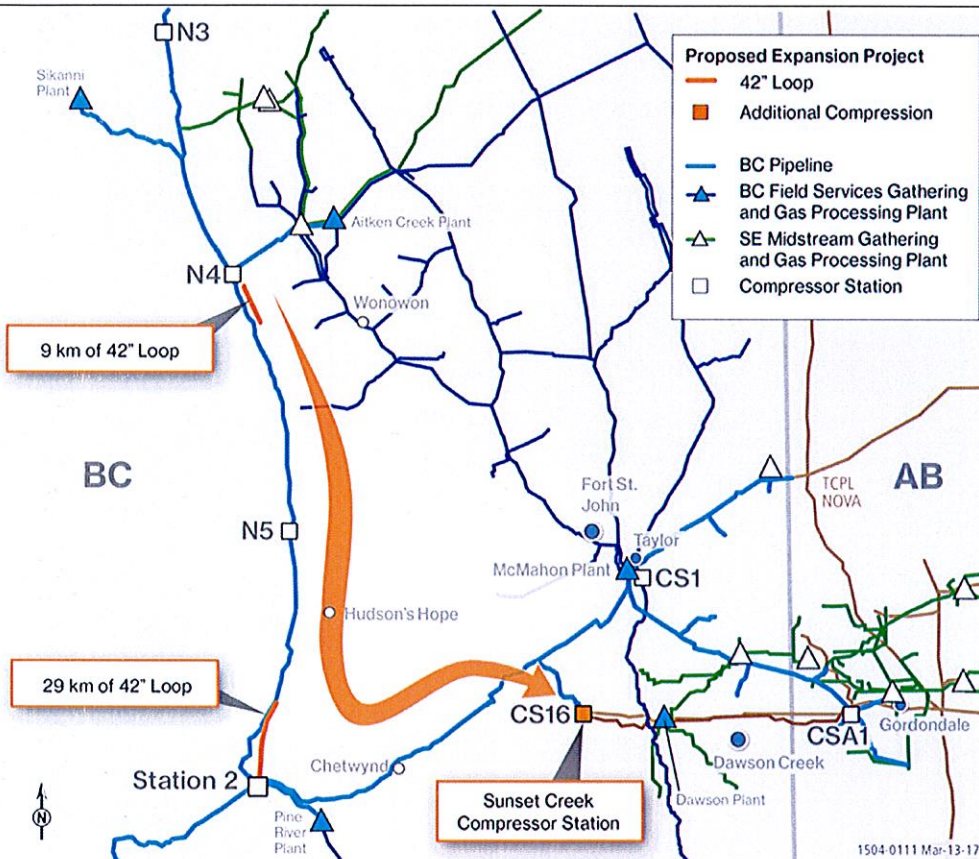 N3
Sikanni
Plant
Proposed Expansion Project
42" Loop
Additional Compression
BC Pipeline
BC Field Services Gathering
and Gas Processing Plant
SE Midstream Gathering
and Gas Processing Plant
Compressor Station
Aitken Creek Plant
N4
Wonowon
9 km of 42" Loop
BC
AB
TCPL
NOVA
Fort St.
John
N5
Taylor
McMahon Plant
CS1
Hudson's Hope
29 km of 42" Loop
CS16
CSA1
Gordondale
Station 2
Chetwynd
Dawson Creek
Sunset Creek
Compressor Station
Dawson Plant
Pine
River
Plant
N
1504-0111 Mar-13-17